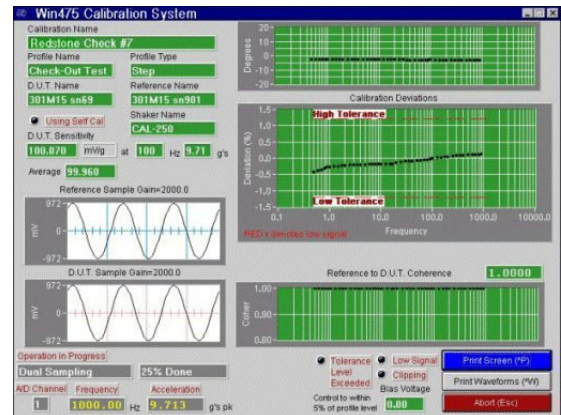 Win475 Calibration System
Calibration Name
Redstone Check #7
Profile Name
Profile Type
Check-Out Test
Step
D.U.T. Name
Reference Name
301M15 sn69
301M15 sn901
Using Self Cal
Shaker Name
CAL-250
D.U.T. Sensitivity
100.070 mV/g at 100 Hz 9.71 g's
Average 99.960
Reference Sample Gain=2000.0
972
mV
0
-972
D.U.T. Sample Gain=2000.0
972
mV
0
-972
Operation in Progress
Dual Sampling
25% Done
A/D Channel Frequency Acceleration
1 1000.00 Hz 9.713 g's pk
20
10
0
-10
-20
Degrees
Calibration Deviations
1.5
1.0
0.5
0.0
-0.5
-1.0
-1.5
Deviation (%)
High Tolerance
Low Tolerance
0.1 1.0 10.0 100.0 1000.0 10000.0
RED x denotes low signal
Frequency
Reference to D.U.T. Coherence 1.0000
1.00
0.90
0.80
Coher
Tolerance Level Exceeded
Low Signal
Clipping
Control to within 5% of profile level
Bias Voltage
0.00
Print Screen (^P)
Print Waveforms (^W)
Abort (Esc)